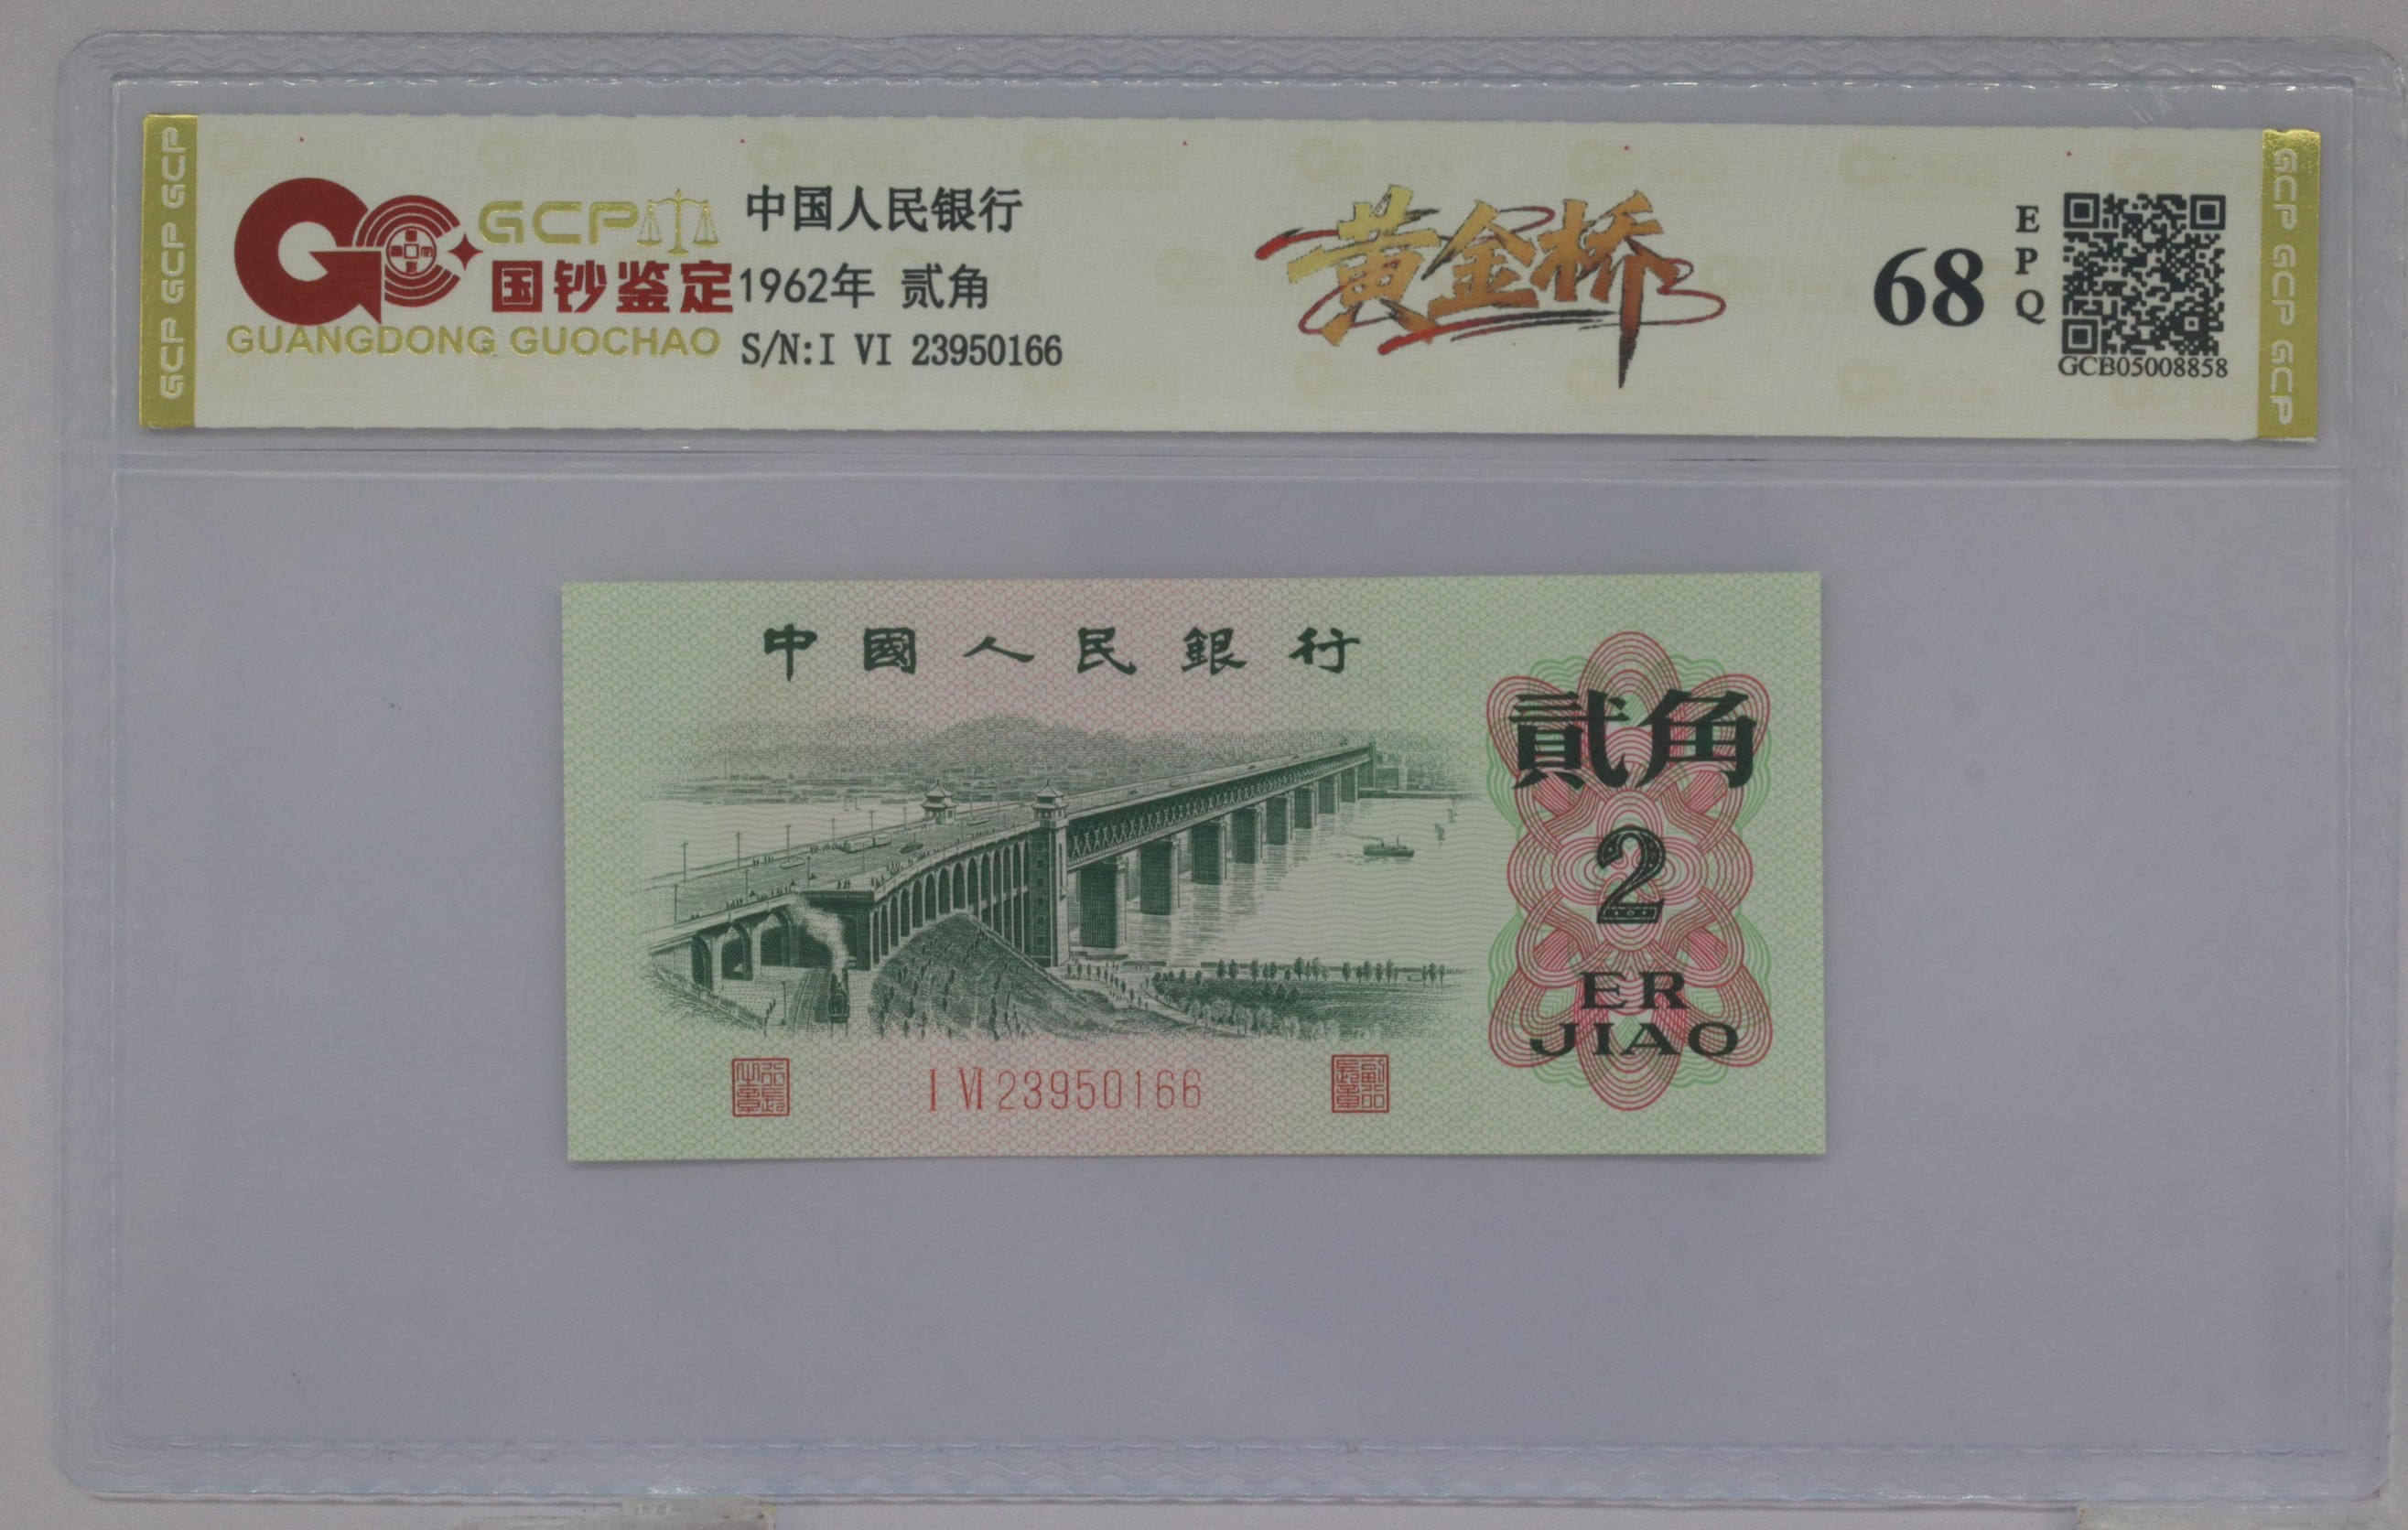 GCP GCP GCP
GCP
国钞鉴定
GUANGDONG GUOCHAO
中国人民银行
1962年 贰角
S/N:I VI 23950166
黄金桥
68
EPQ
GCB05008858
GCP GCP GCP
中國人民銀行
貳角
2
ER
JIAO
I VI 23950166